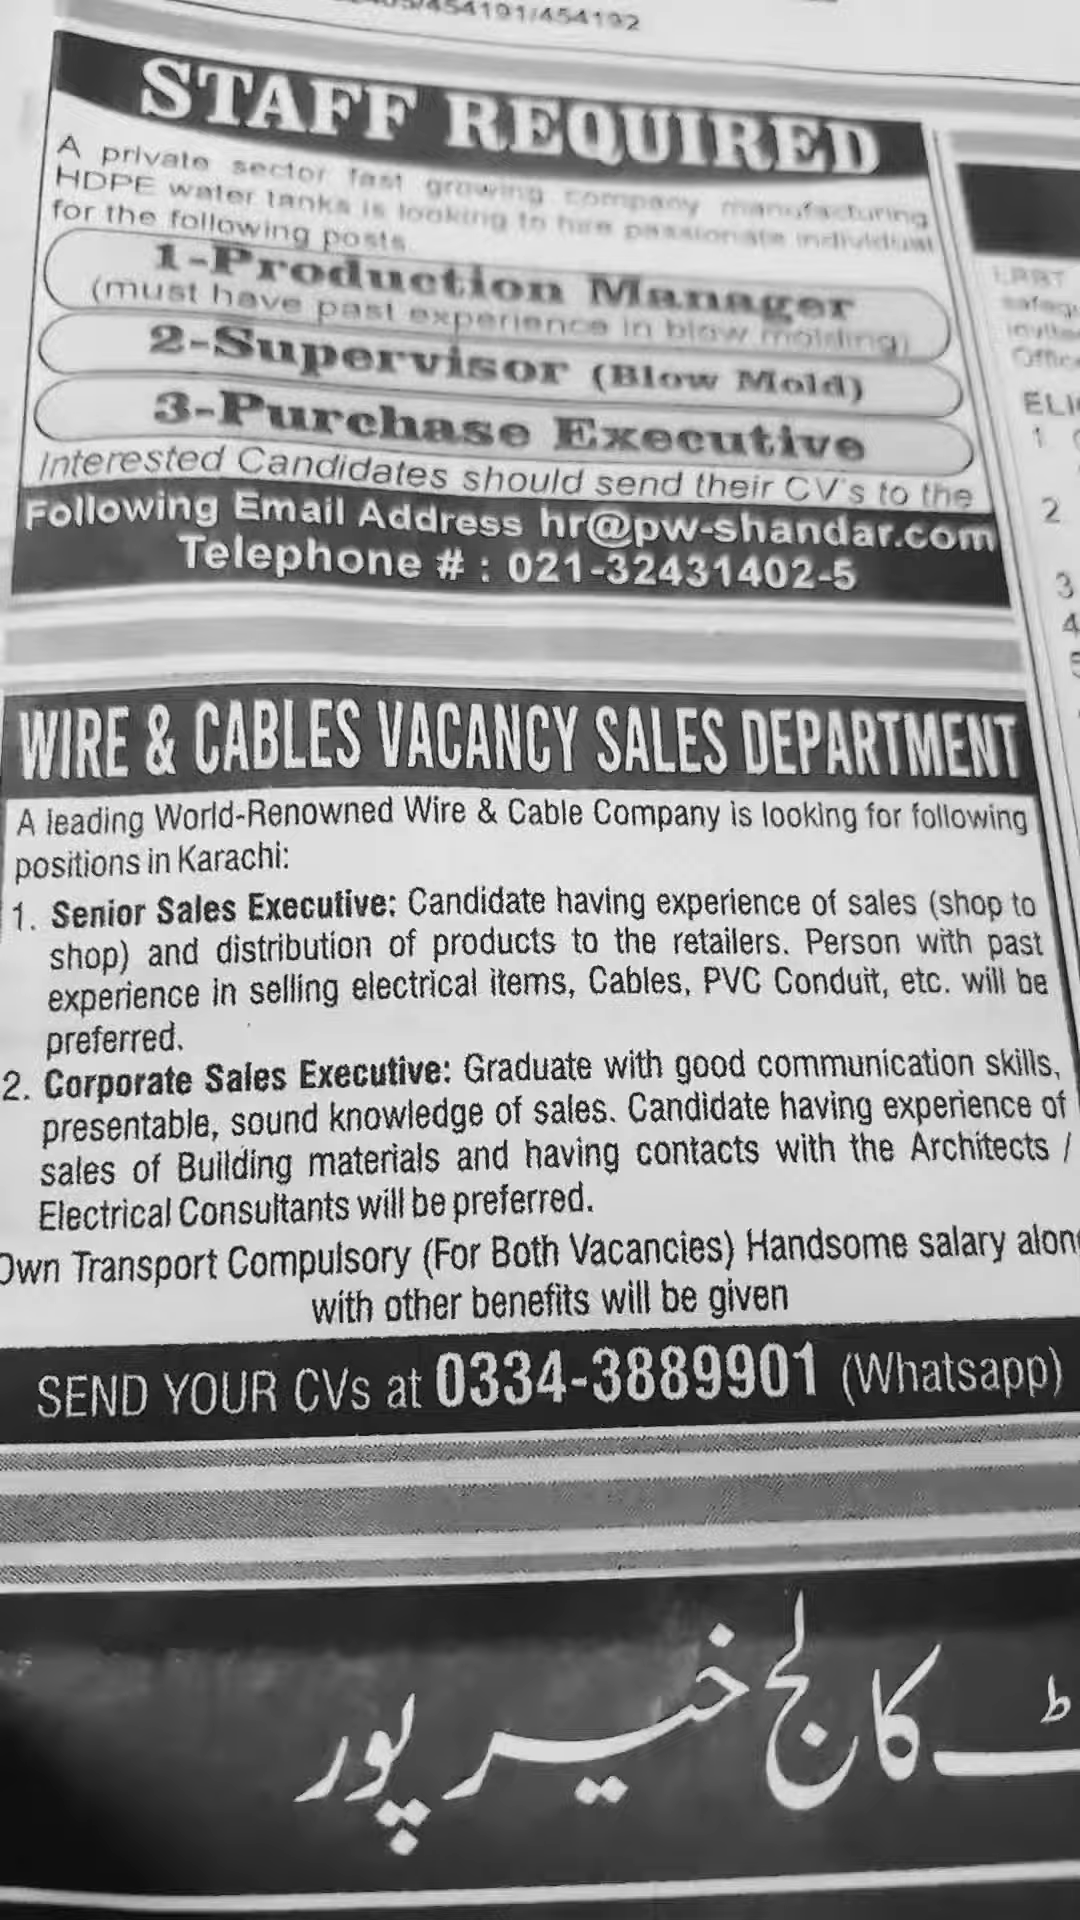 454191/454192
STAFF REQUIRED
A private sector fast growing company manufacturing
HDPE water tanks is looking to hire passionate individual
for the following posts
1-Production Manager
(must have past experience in blow molding)
2-Supervisor (Blow Mold)
3-Purchase Executive
Interested Candidates should send their CV's to the
Following Email Address hr@pw-shandar.com
Telephone # : 021-32431402-5
WIRE & CABLES VACANCY SALES DEPARTMENT
A leading World-Renowned Wire & Cable Company is looking for following
positions in Karachi:
1. Senior Sales Executive: Candidate having experience of sales (shop to
shop) and distribution of products to the retailers. Person with past
experience in selling electrical items, Cables, PVC Conduit, etc. will be
preferred.
2. Corporate Sales Executive: Graduate with good communication skills,
presentable, sound knowledge of sales. Candidate having experience of
sales of Building materials and having contacts with the Architects /
Electrical Consultants will be preferred.
Own Transport Compulsory (For Both Vacancies) Handsome salary along
with other benefits will be given
SEND YOUR CVs at 0334-3889901 (Whatsapp)
کالج خیرپور
ELI
1
2
3
4